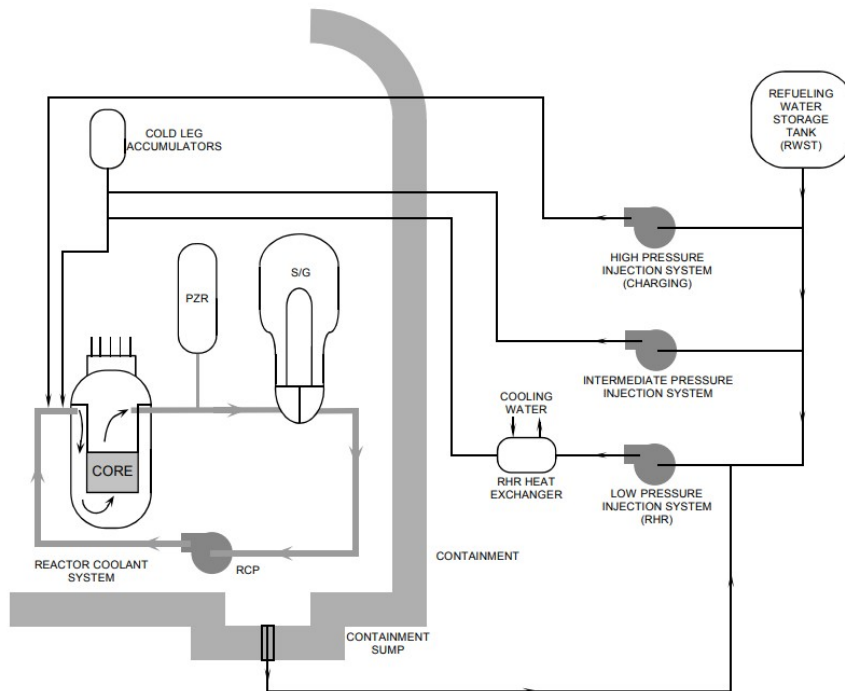 REFUELING
WATER
STORAGE
TANK
(RWST)
COLD LEG
ACCUMULATORS
HIGH PRESSURE
INJECTION SYSTEM
(CHARGING)
S/G
PZR
INTERMEDIATE PRESSURE
INJECTION SYSTEM
COOLING
WATER
CORE
RHR HEAT
EXCHANGER
LOW PRESSURE
INJECTION SYSTEM
(RHR)
REACTOR COOLANT
SYSTEM
RCP
CONTAINMENT
CONTAINMENT
SUMP